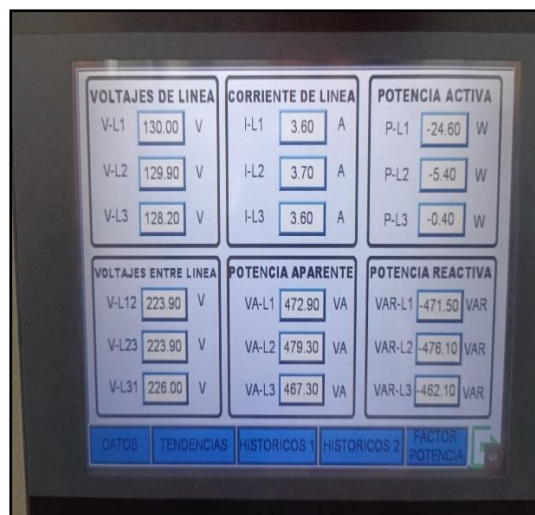 VOLTAJES DE LINEA
V-L1 130.00 V
V-L2 129.90 V
V-L3 128.20 V
CORRIENTE DE LINEA
I-L1 3.60 A
I-L2 3.70 A
I-L3 3.60 A
POTENCIA ACTIVA
P-L1 -24.60 W
P-L2 -5.40 W
P-L3 -0.40 W
VOLTAJES ENTRE LINEA
V-L12 223.90 V
V-L23 223.90 V
V-L31 226.00 V
POTENCIA APARENTE
VA-L1 472.90 VA
VA-L2 479.30 VA
VA-L3 467.30 VA
POTENCIA REACTIVA
VAR-L1 -471.50 VAR
VAR-L2 -476.10 VAR
VAR-L3 -462.10 VAR
DATOS
TENDENCIAS
HISTORICOS 1
HISTORICOS 2
FACTOR
POTENCIA